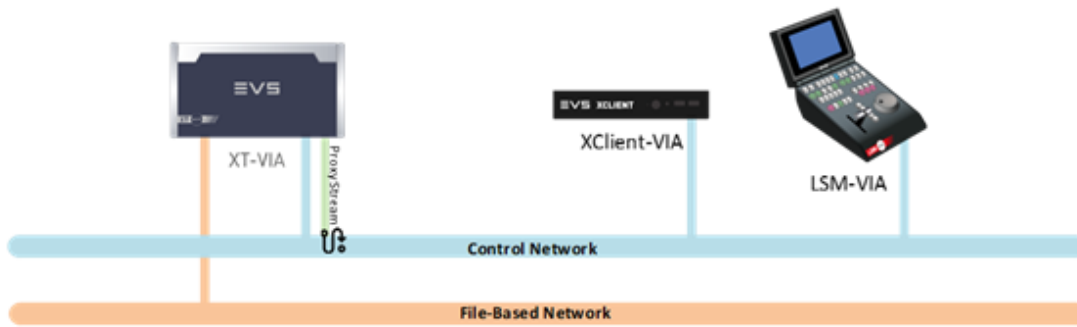 EVS
EVS XCLIENT
XT-VIA
Proxy Stream
XClient-VIA
LSM-VIA
Control Network
File-Based Network